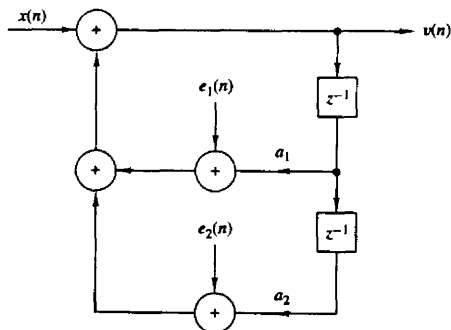 x(n)
+
v(n)
e₁(n)
z⁻¹
+
+
a₁
e₂(n)
z⁻¹
+
a₂